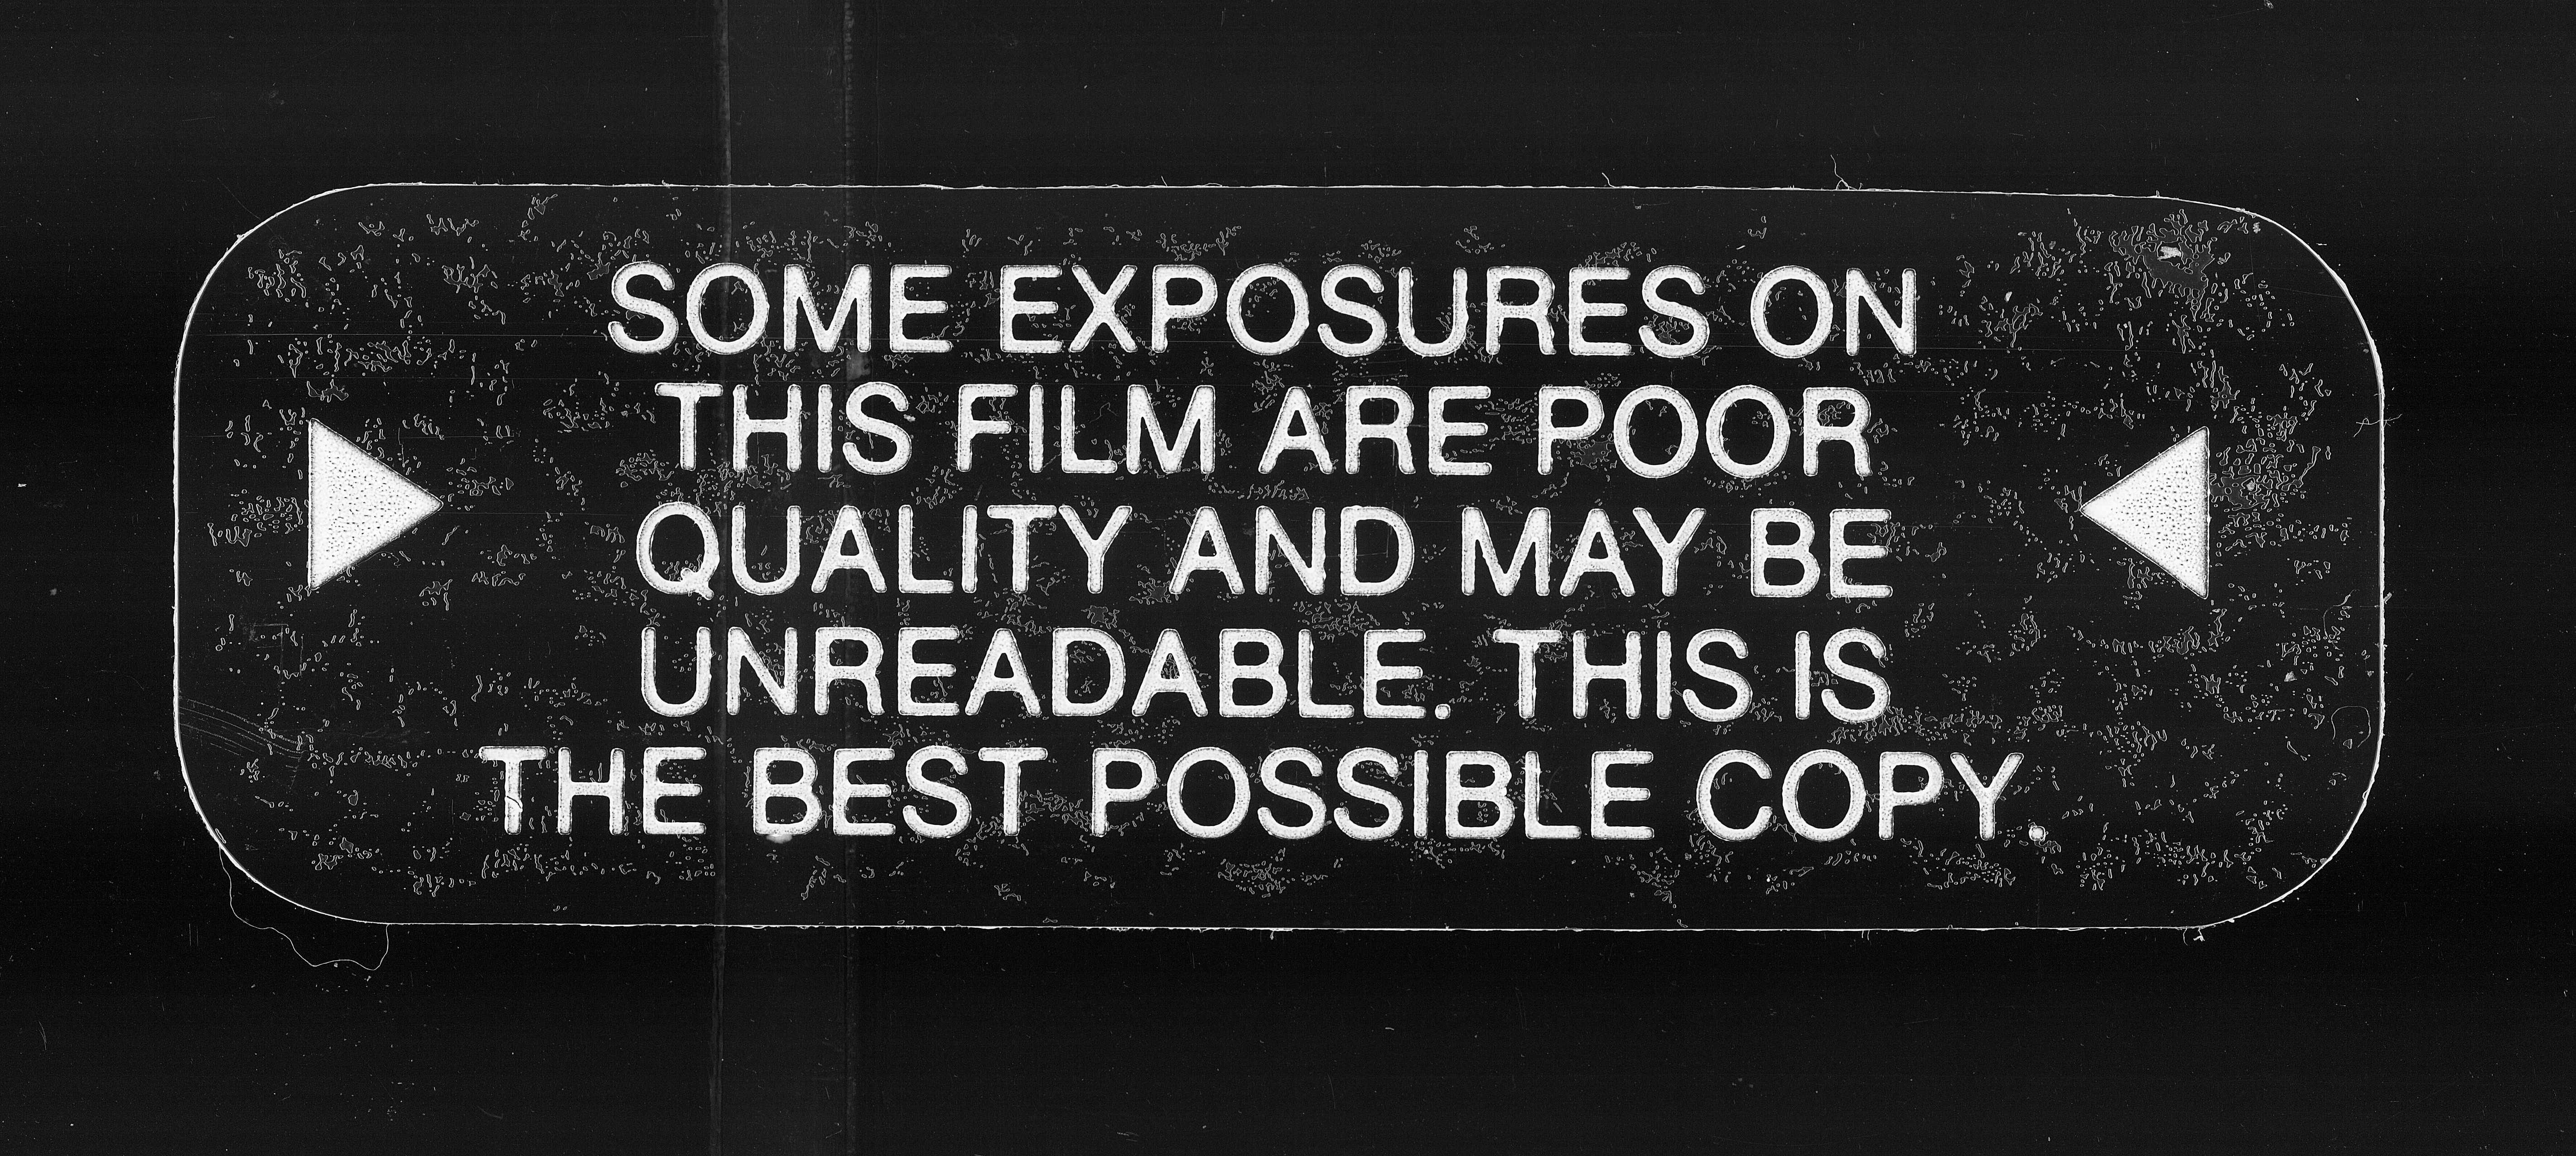 SOME EXPOSURES ON
THIS FILM ARE POOR
QUALITY AND MAY BE
UNREADABLE. THIS IS
THE BEST POSSIBLE COPY.